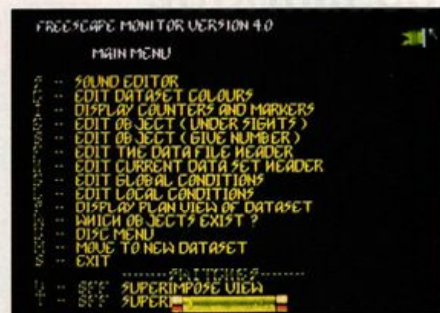 FREESCAPE MONITOR VERSION 4.0
MAIN MENU
-- SOUND EDITOR
-- EDIT DATASET COLOURS
-- DISPLAY COUNTERS AND MARKERS
-- EDIT OBJECT (UNDER SIGHTS)
-- EDIT OBJECT (GIVE NUMBER)
-- EDIT THE DATA FILE HEADER
-- EDIT CURRENT DATA SET HEADER
-- EDIT GLOBAL CONDITIONS
-- EDIT LOCAL CONDITIONS
-- DISPLAY PLAN VIEW OF DATASET
-- WHICH OBJECTS EXIST ?
-- DISC MENU
-- MOVE TO NEW DATASET
-- EXIT
--------SWITCHES-------
-- OFF SUPERIMPOSE VIEW
-- OFF